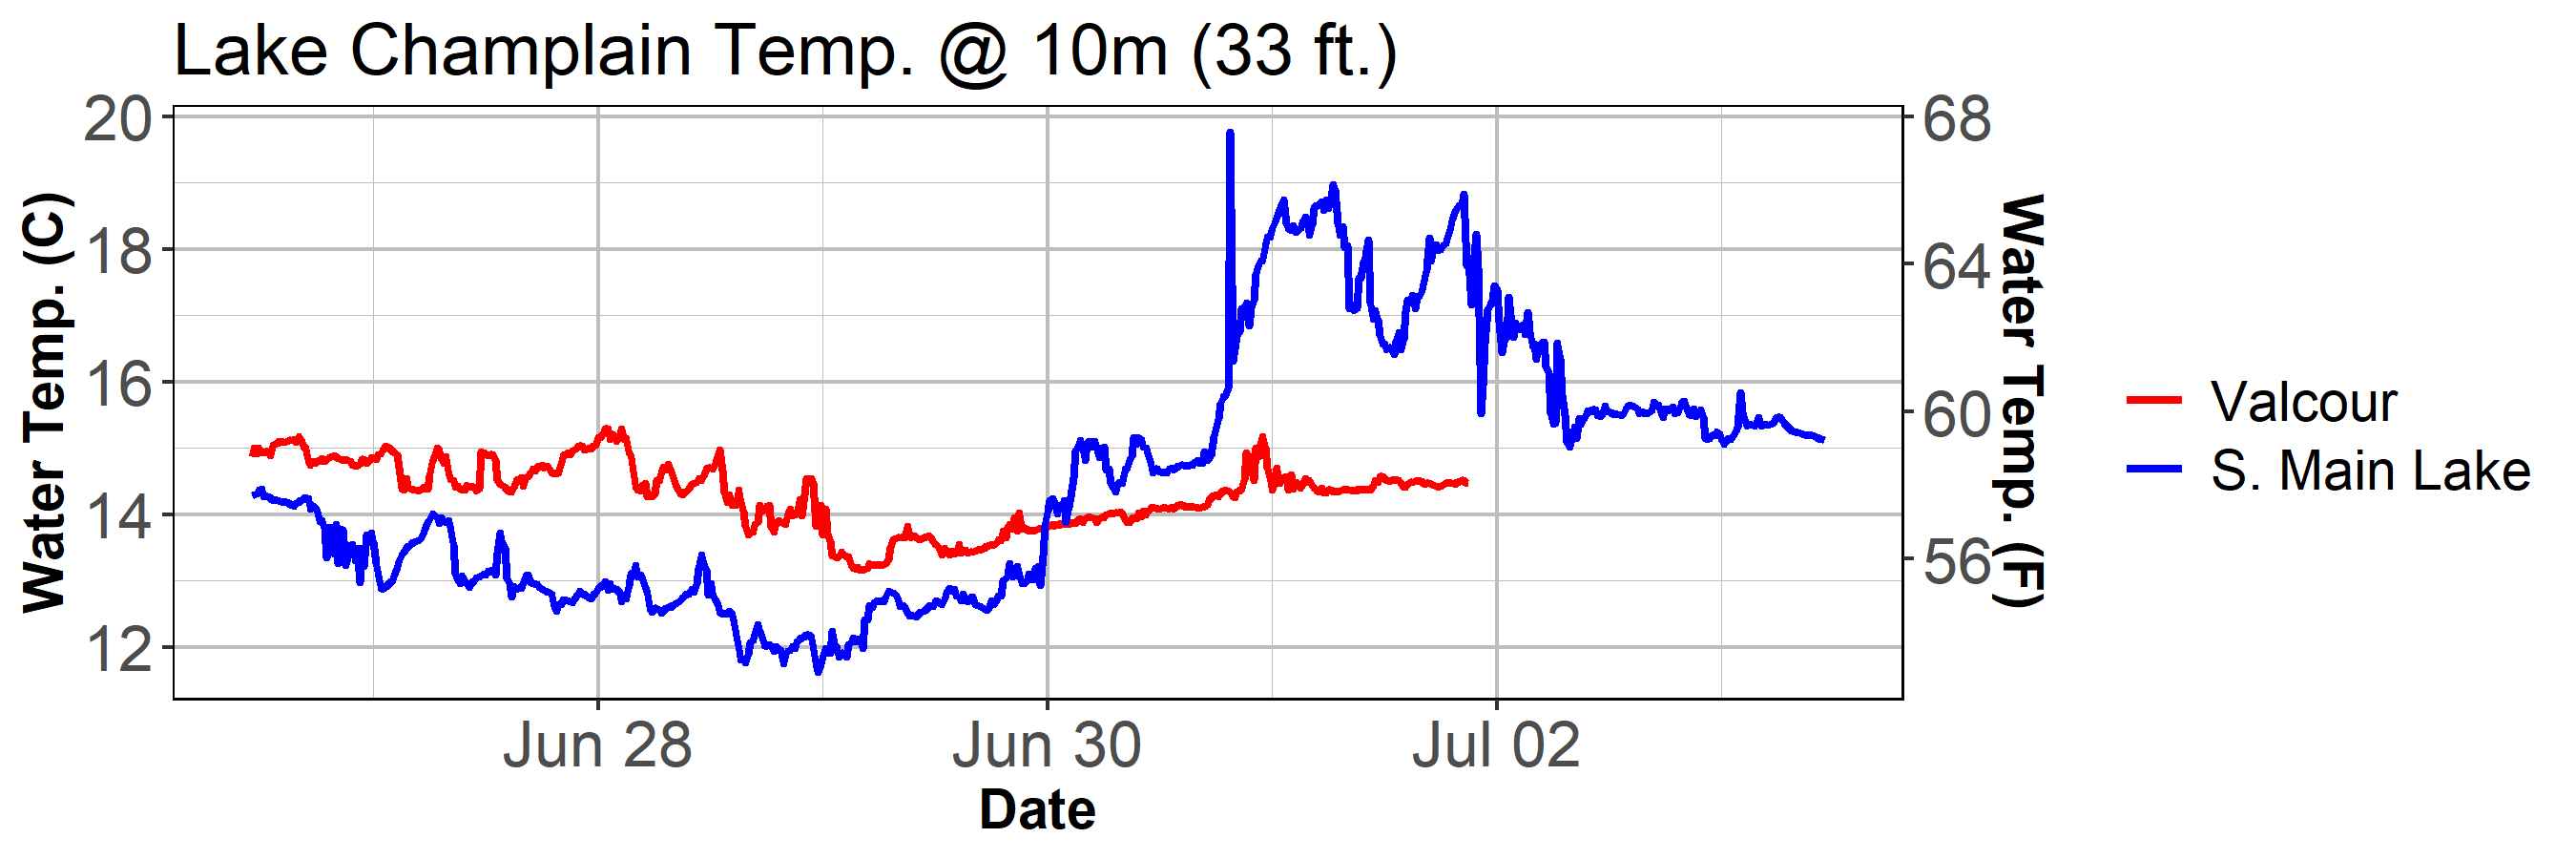 Lake Champlain Temp. @ 10m (33 ft.)
Water Temp. (C)
20
18
16
14
12
68
64
60
56
Water Temp. (F)
Jun 28
Jun 30
Jul 02
Date
Valcour
S. Main Lake